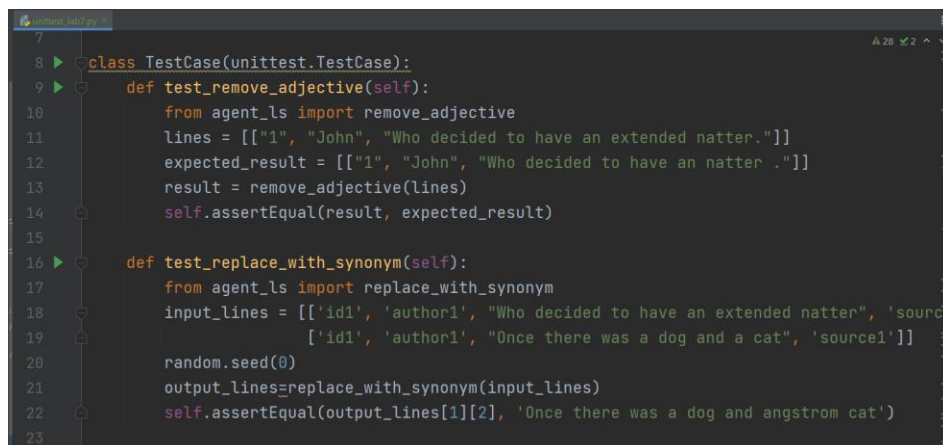 unittest_lab7.py ×
7 28 2
8 class TestCase(unittest.TestCase):
9 def test_remove_adjective(self):
10 from agent_ls import remove_adjective
11 lines = [["1", "John", "Who decided to have an extended natter."]]
12 expected_result = [["1", "John", "Who decided to have an natter ."]]
13 result = remove_adjective(lines)
14 self.assertEqual(result, expected_result)
15
16 def test_replace_with_synonym(self):
17 from agent_ls import replace_with_synonym
18 input_lines = [['id1', 'author1', "Who decided to have an extended natter", 'sourc
19 ['id1', 'author1', "Once there was a dog and a cat", 'source1']]
20 random.seed(0)
21 output_lines=replace_with_synonym(input_lines)
22 self.assertEqual(output_lines[1][2], 'Once there was a dog and angstrom cat')
23